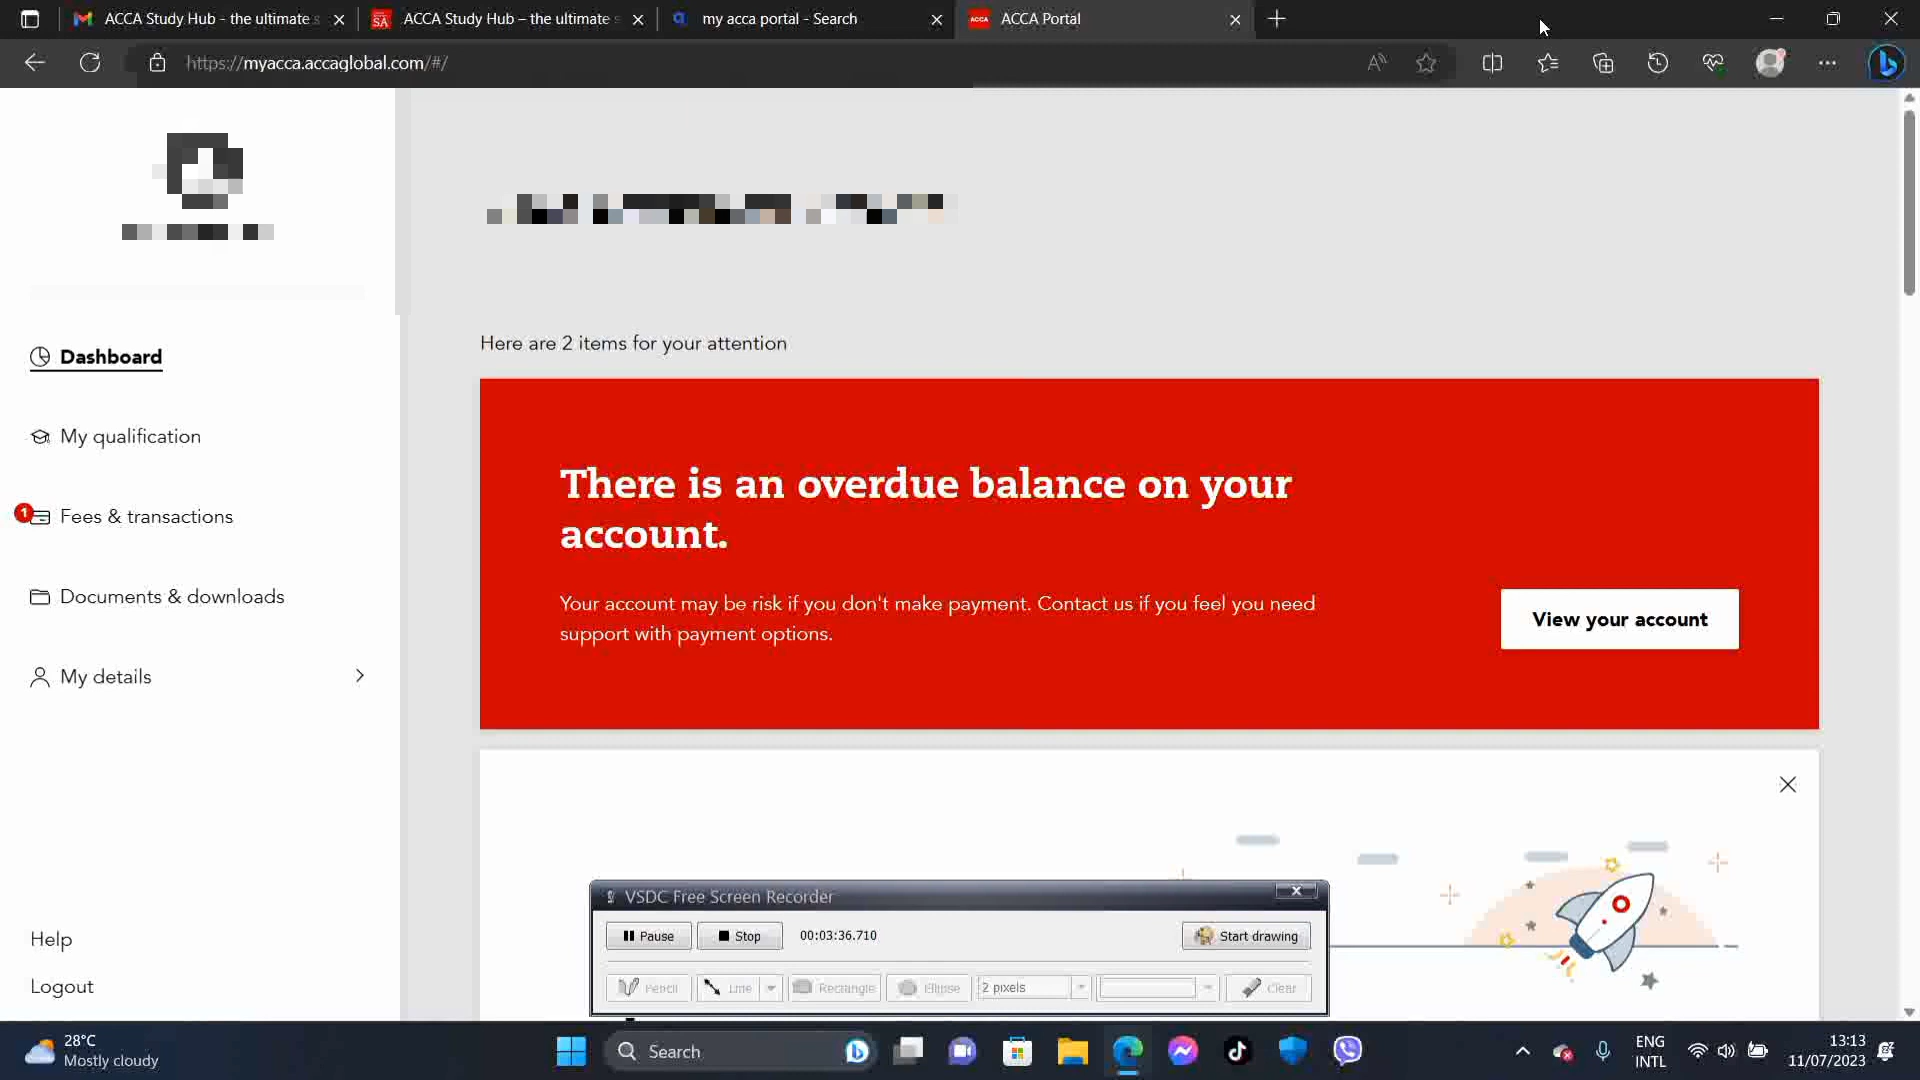 ACCA Study Hub - the ultimate s
ACCA Study Hub – the ultimate s
my acca portal - Search
ACCA Portal
https://myacca.accaglobal.com/#/
Dashboard
My qualification
1
Fees & transactions
Documents & downloads
My details
Help
Logout
Here are 2 items for your attention
There is an overdue balance on your
account.
Your account may be risk if you don't make payment. Contact us if you feel you need
support with payment options.
View your account
VSDC Free Screen Recorder
Pause
Stop
00:03:36.710
Start drawing
Pencil
Line
Rectangle
Ellipse
2 pixels
Clear
28°C
Mostly cloudy
Search
ENG
INTL
13:13
11/07/2023